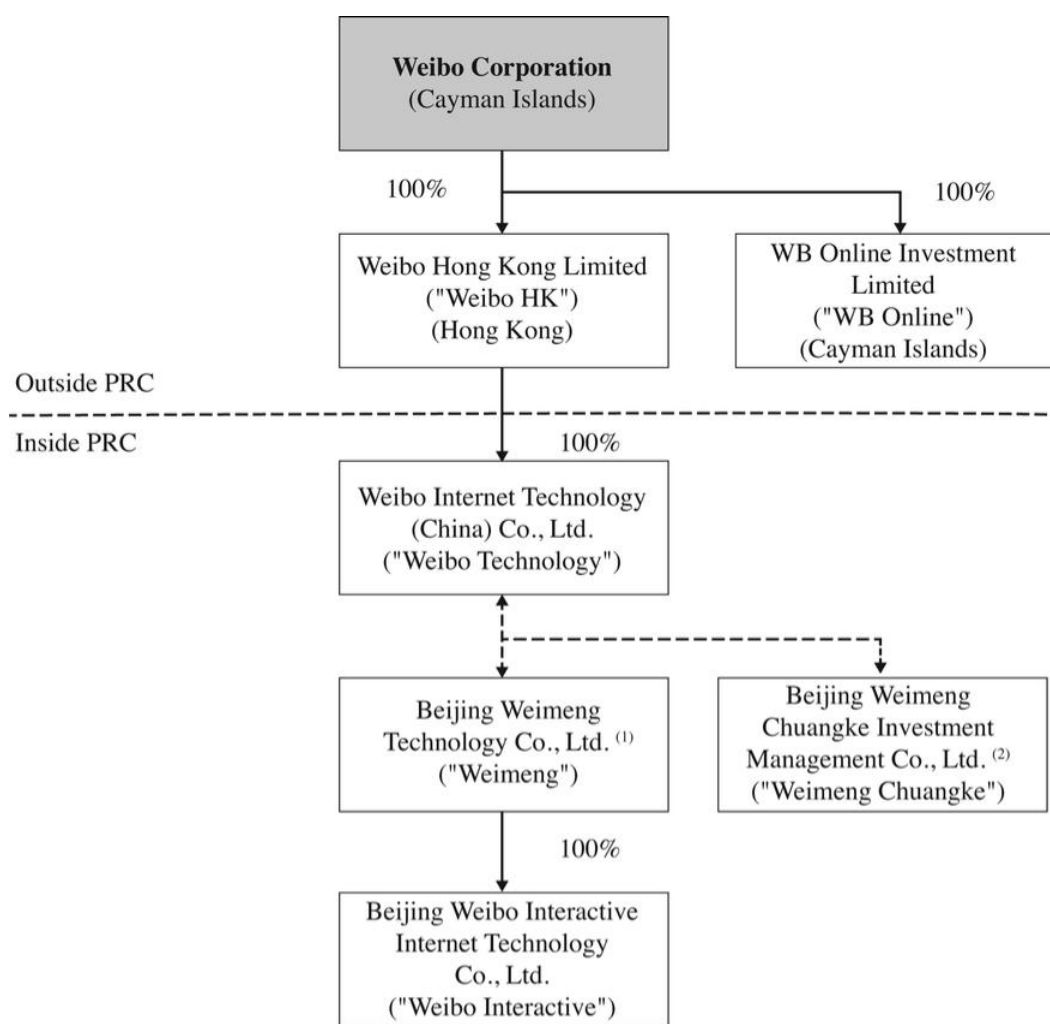 Weibo Corporation
(Cayman Islands)
100%
100%
Weibo Hong Kong Limited
("Weibo HK")
(Hong Kong)
WB Online Investment
Limited
("WB Online")
(Cayman Islands)
Outside PRC
Inside PRC
100%
Weibo Internet Technology
(China) Co., Ltd.
("Weibo Technology")
Beijing Weimeng
Technology Co., Ltd. (1)
("Weimeng")
Beijing Weimeng
Chuangke Investment
Management Co., Ltd. (2)
("Weimeng Chuangke")
100%
Beijing Weibo Interactive
Internet Technology
Co., Ltd.
("Weibo Interactive")